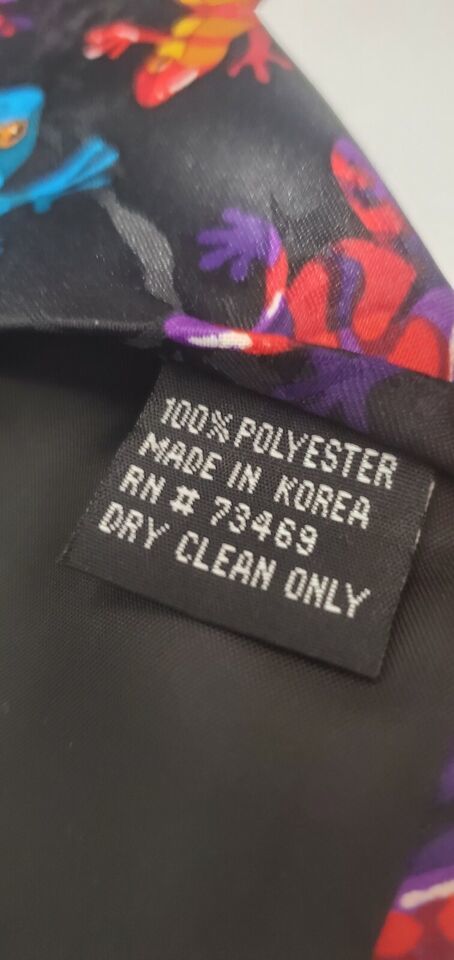 100% POLYESTER
MADE IN KOREA
RN # 73469
DRY CLEAN ONLY